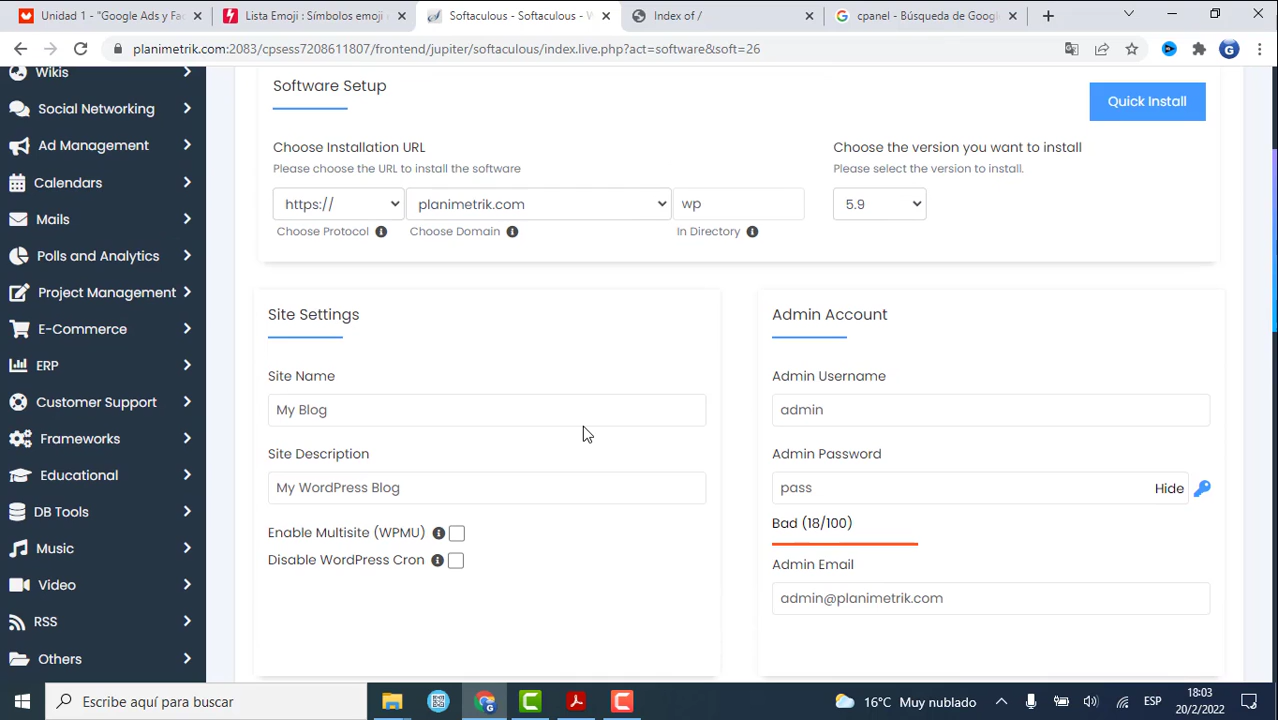 Unidad 1 - "Google Ads y Fac
Lista Emoji : Símbolos emoji
Softaculous - Softaculous - W
Index of /
cpanel - Búsqueda de Googl
planimetrik.com:2083/cpsess7208611807/frontend/jupiter/softaculous/index.live.php?act=software&soft=26
Wikis
Social Networking
Ad Management
Calendars
Mails
Polls and Analytics
Project Management
E-Commerce
ERP
Customer Support
Frameworks
Educational
DB Tools
Music
Video
RSS
Others
Software Setup
Quick Install
Choose Installation URL
Please choose the URL to install the software
https://
planimetrik.com
wp
Choose Protocol
Choose Domain
In Directory
Choose the version you want to install
Please select the version to install.
5.9
Site Settings
Site Name
My Blog
Site Description
My WordPress Blog
Enable Multisite (WPMU)
Disable WordPress Cron
Admin Account
Admin Username
admin
Admin Password
pass
Hide
Bad (18/100)
Admin Email
admin@planimetrik.com
Escribe aquí para buscar
16°C Muy nublado
ESP
18:03
20/2/2022